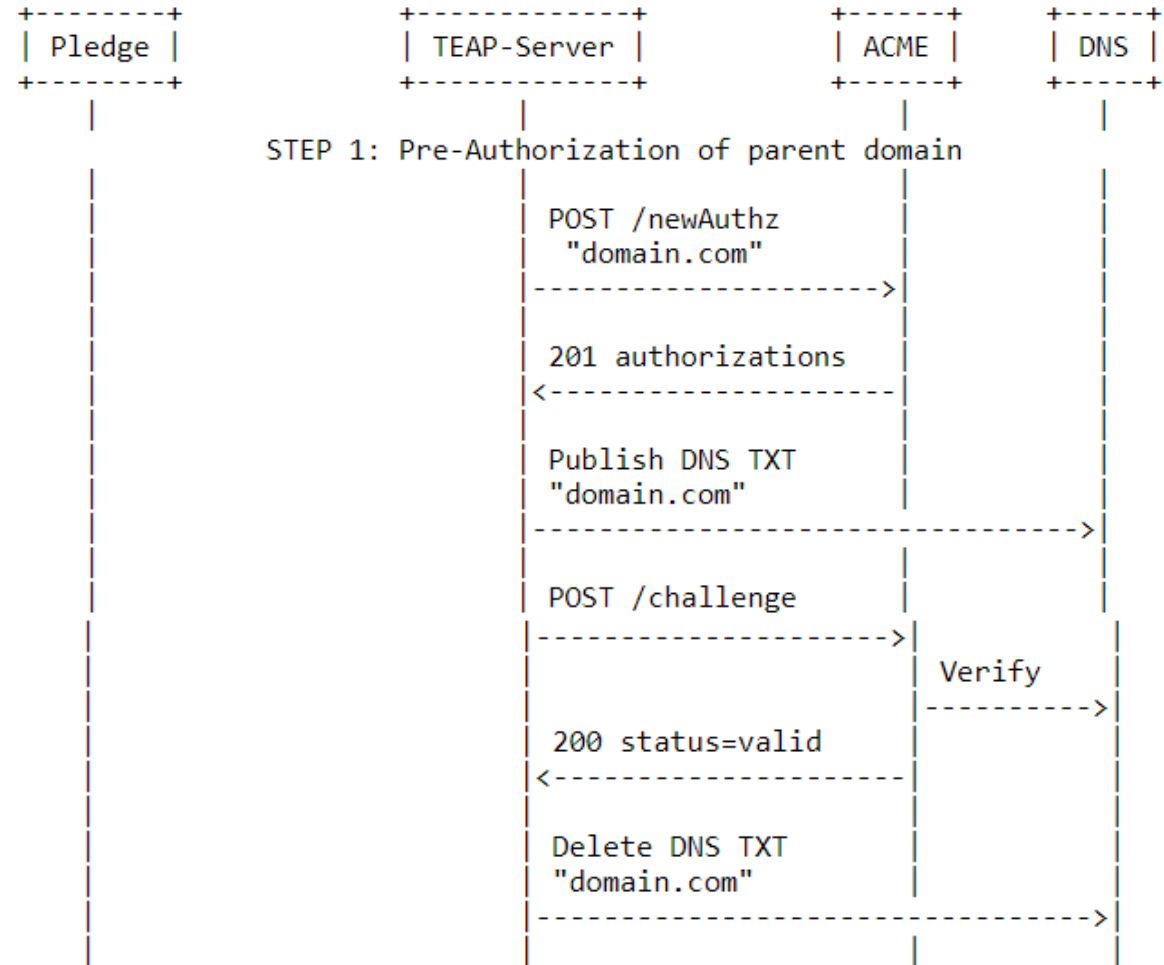 Pledge TEAP-Server ACME DNS
STEP 1: Pre-Authorization of parent domain
POST /newAuthz
"domain.com"
201 authorizations
Publish DNS TXT
"domain.com"
POST /challenge
Verify
200 status=valid
Delete DNS TXT
"domain.com"